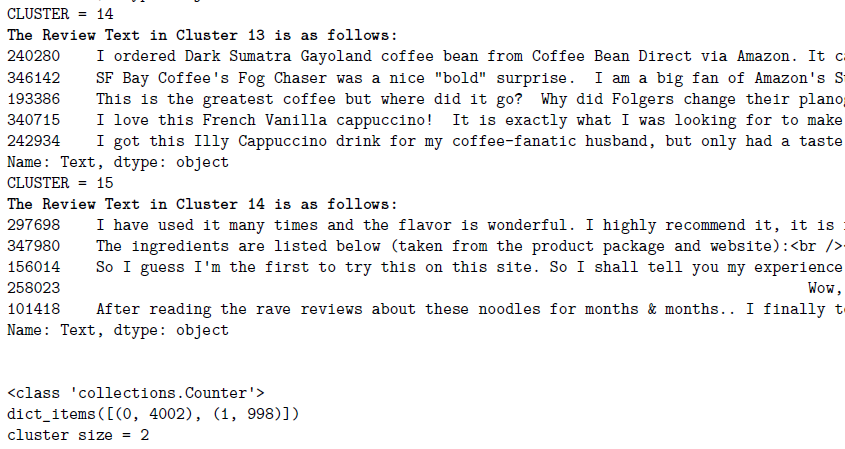 CLUSTER = 14
The Review Text in Cluster 13 is as follows:
240280    I ordered Dark Sumatra Gayoland coffee bean from Coffee Bean Direct via Amazon. It
346142    SF Bay Coffee's Fog Chaser was a nice "bold" surprise.  I am a big fan of Amazon's
193386    This is the greatest coffee but where did it go?  Why did Folgers change their
340715    I love this French Vanilla cappuccino!  It is exactly what I was looking for to make
242934    I got this Illy Cappuccino drink for my coffee-fanatic husband, but only had a taste
Name: Text, dtype: object
CLUSTER = 15
The Review Text in Cluster 14 is as follows:
297698    I have used it many times and the flavor is wonderful. I highly recommend it, it is
347980    The ingredients are listed below (taken from the product package and website):<br />
156014    So I guess I'm the first to try this on this site. So I shall tell you my experience
258023    Wow,
101418    After reading the rave reviews about these noodles for months & months.. I finally
Name: Text, dtype: object
<class 'collections.Counter'>
dict_items([(0, 4002), (1, 998)])
cluster size = 2